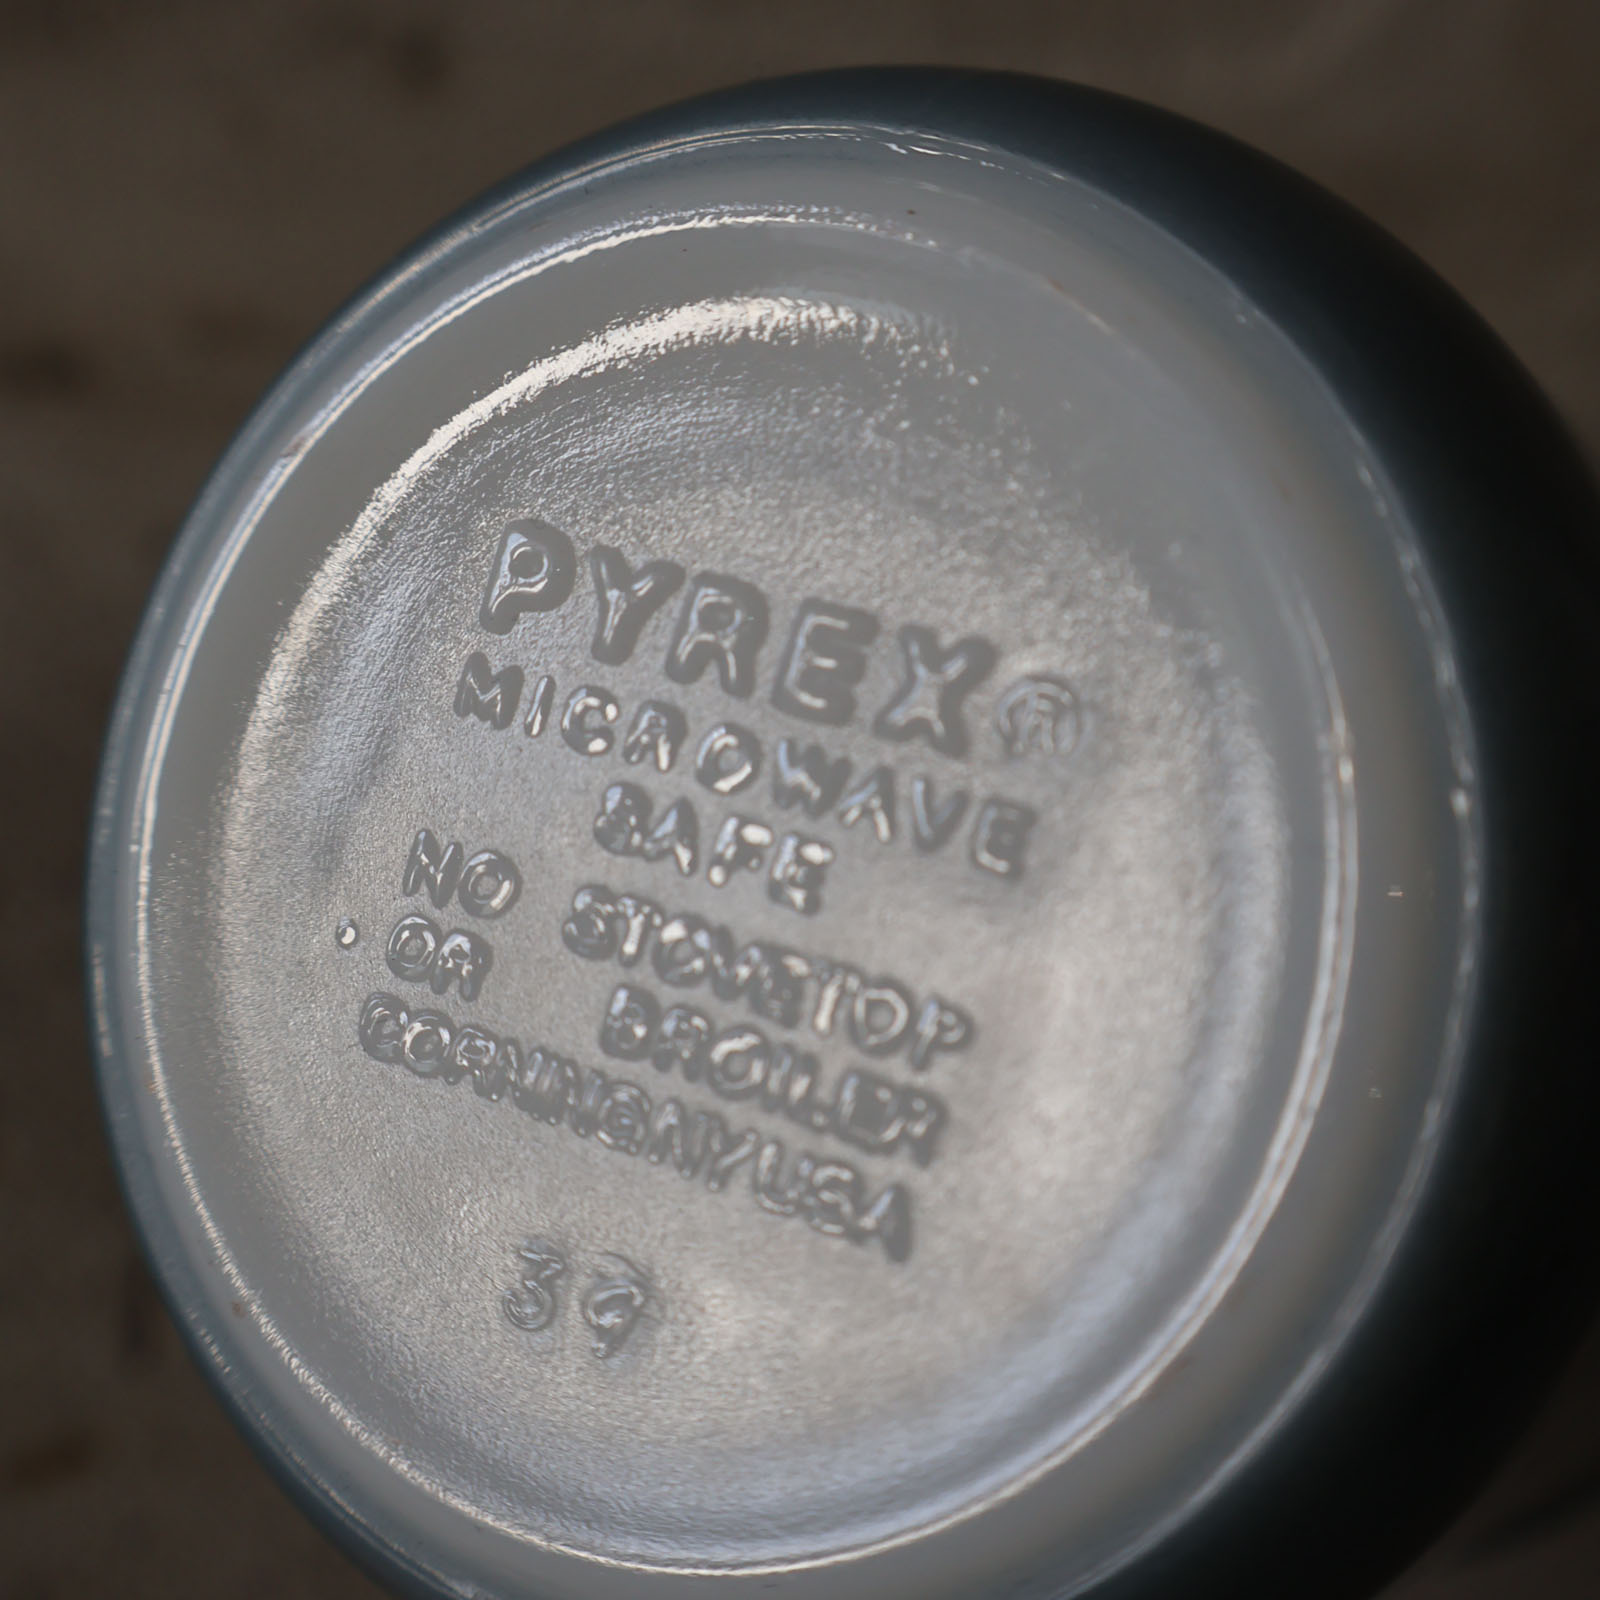 PYREX®
MICROWAVE
SAFE
NO STOVETOP
OR BROILER
CORNING NY USA
39